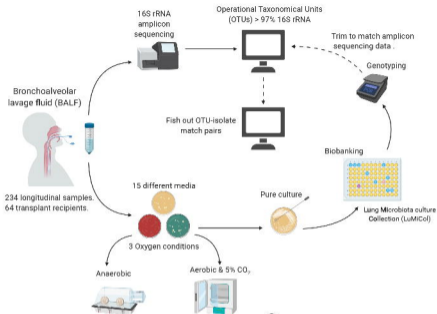 16S rRNA
amplicon
sequencing
Operational Taxonomical Units
(OTUs) > 97% 16S rRNA
Trim to match amplicon
sequencing data .
Genotyping
Bronchoalveolar
lavage fluid (BALF)
Fish out OTU-isolate
match pairs
Biobanking
234 longitudinal samples.
64 transplant recipients.
15 different media
Pure culture
Lung Microbiota culture
Collection (LuMiCol)
3 Oxygen conditions
Anaerobic
Aerobic & 5% CO₂